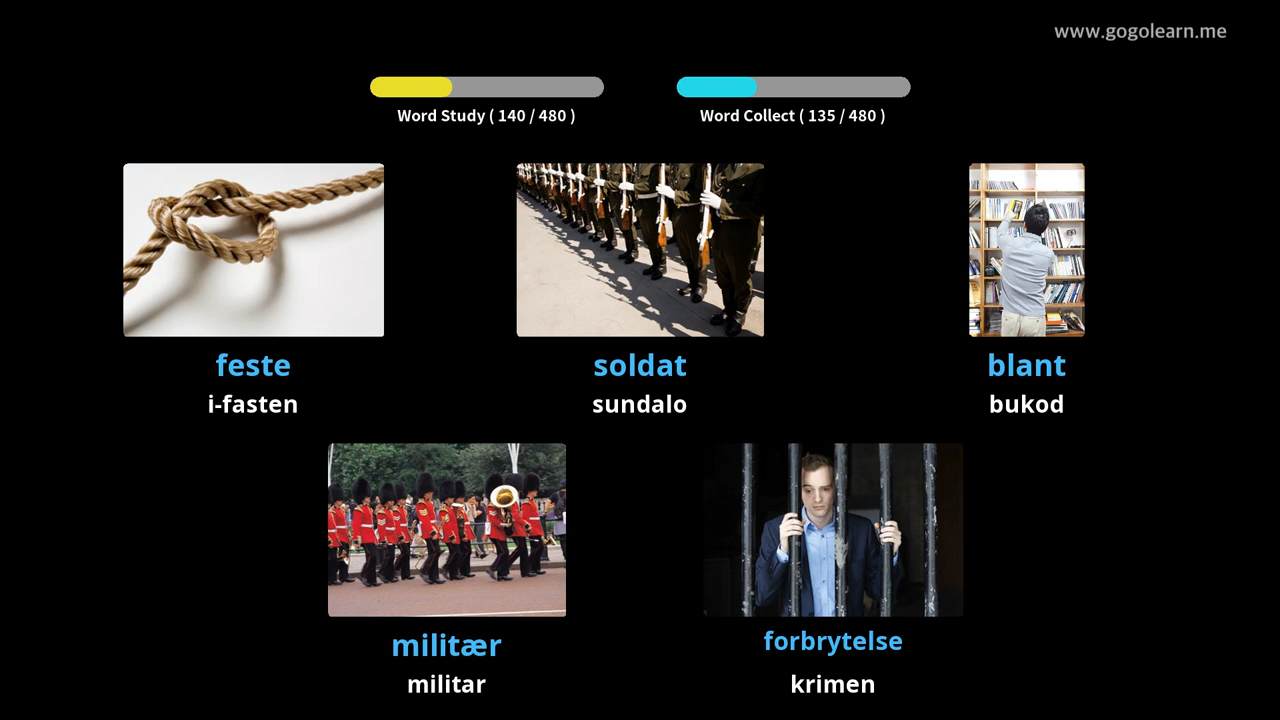 www.gogolearn.me
Word Study ( 140 / 480 )
Word Collect ( 135 / 480 )
feste
i-fasten
soldat
sundalo
blant
bukod
militær
militar
forbrytelse
krimen